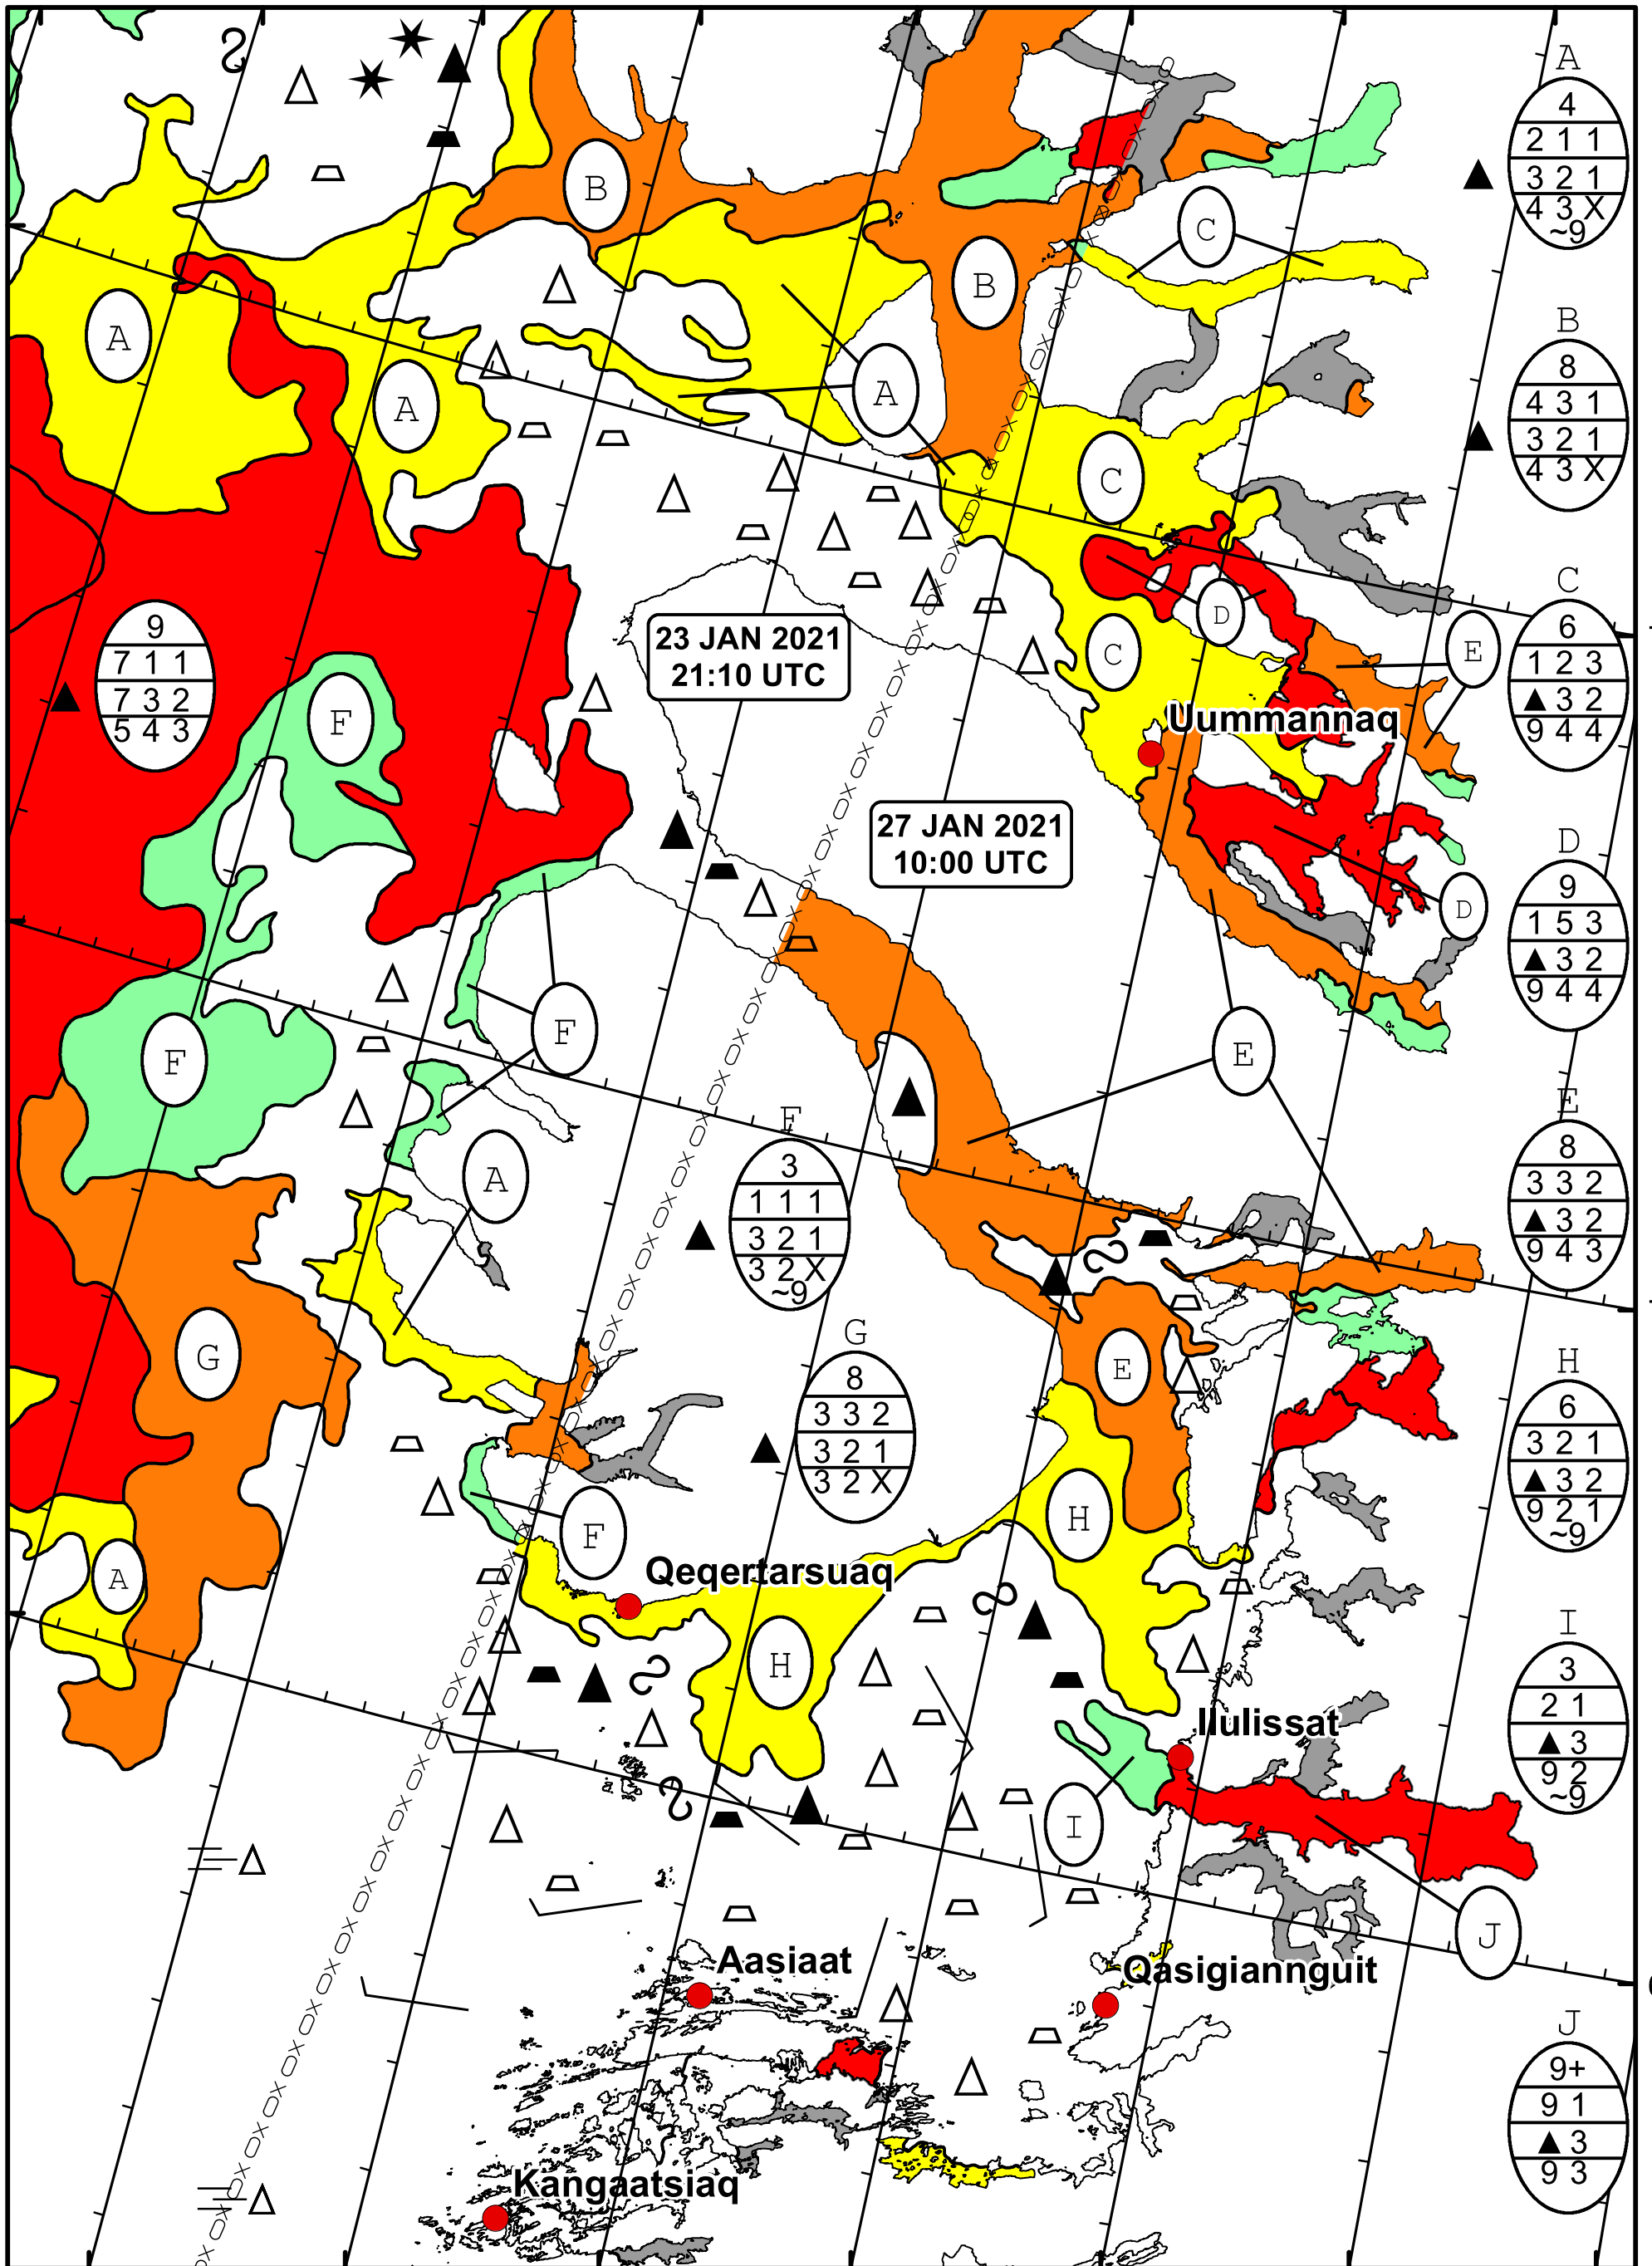 A
4
2 1 1
3 2 1
4 3 X
~9
B
B
C
B
8
4 3 1
3 2 1
4 3 X
A
A
A
C
C
6
1 2 3
3 2
9 4 4
D
23 JAN 2021
21:10 UTC
C
E
9
7 1 1
7 3 2
5 4 3
F
Uummannaq
27 JAN 2021
10:00 UTC
D
9
1 5 3
3 2
9 4 4
D
F
F
E
A
F
3
1 1 1
3 2 1
3 2 X
~9
E
8
3 3 2
3 2
9 4 3
G
G
8
3 3 2
3 2 1
3 2 X
E
H
6
3 2 1
3 2
9 2 1
~9
H
F
A
Qeqertarsuaq
H
I
3
2 1
3
9 2
~9
Ilulissat
I
J
Aasiaat
Qasigiannguit
J
9+
9 1
3
9 3
Kangaatsiaq